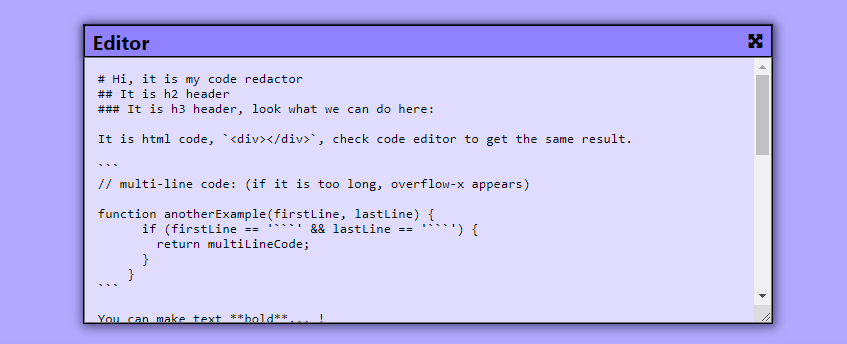 Editor
# Hi, it is my code redactor
## It is h2 header
### It is h3 header, look what we can do here:
It is html code, `<div></div>`, check code editor to get the same result.
```
// multi-line code: (if it is too long, overflow-x appears)
function anotherExample(firstLine, lastLine) {
if (firstLine == '```' && lastLine == '```') {
return multiLineCode;
}
}
```
You can make text **bold**... !